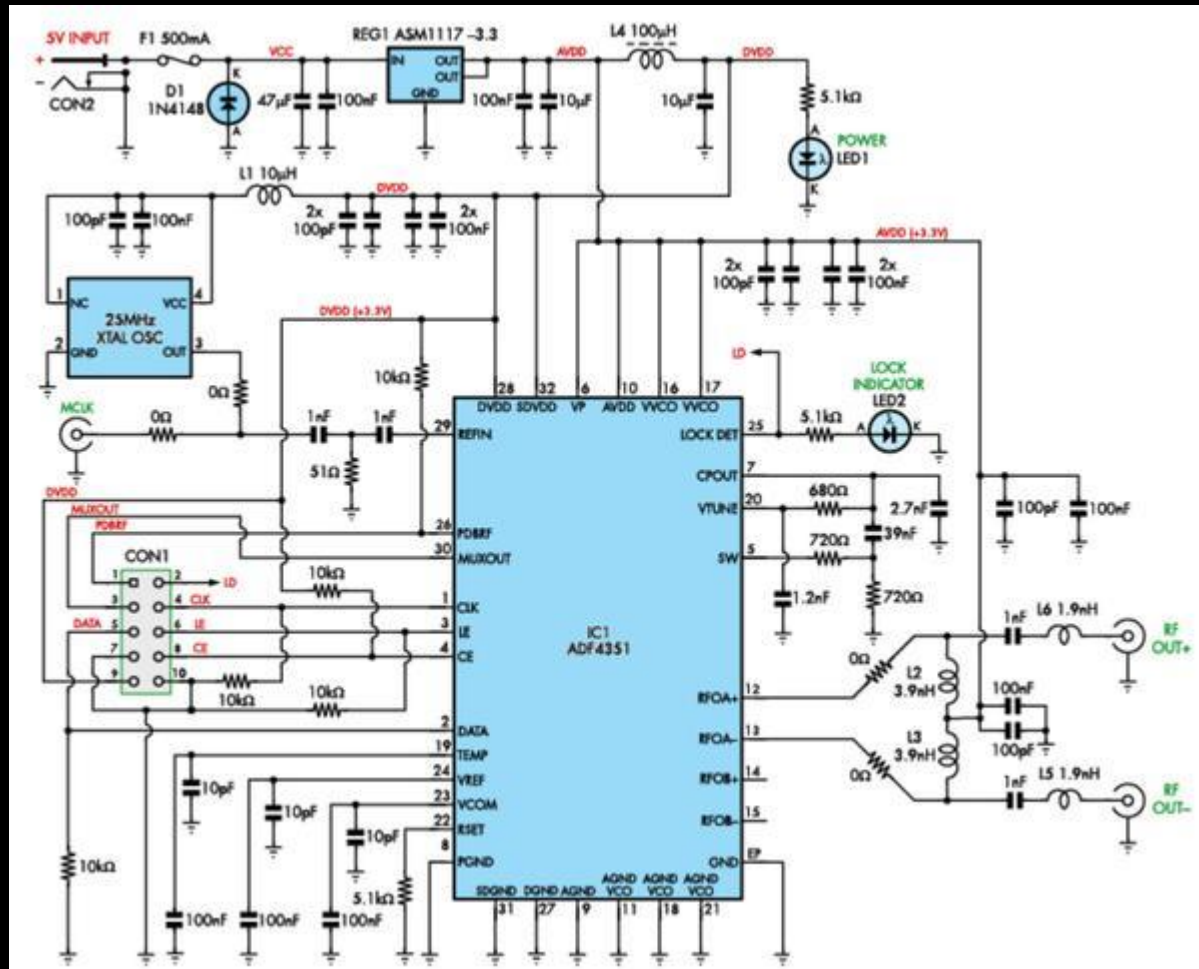 5V INPUT
+
−
CON2
F1 500mA
D1
1N4148
K
A
VCC
47µF
100nF
REG1 ASM1117 –3.3
IN
OUT
OUT
GND
100nF
10µF
AVDD
L4 100µH
DVDD
10µF
5.1kΩ
A
POWER
λ LED1
K
L1 10µH
DVDD
100pF
100nF
2x
100pF
2x
100nF
AVDD (+3.3V)
2x
100pF
2x
100nF
1
NC
VCC
4
25MHz
XTAL OSC
2
GND
OUT
3
DVDD (+3.3V)
0Ω
10kΩ
MCLK
0Ω
1nF
1nF
51Ω
LD
LOCK
INDICATOR
LED2
λ
A
K
5.1kΩ
28
32
6
10
16
17
DVDD
SDVDD
VP
AVDD
VVCO
VVCO
29
REFIN
LOCK DET
25
CPOUT
7
VTUNE
20
SW
5
680Ω
2.7nF
39nF
720Ω
720Ω
1.2nF
100pF
100nF
DVDD
MUXOUT
PDBRF
26
PDBRF
30
MUXOUT
CON1
1
2
LD
3
4
CLK
DATA
5
6
LE
7
8
CE
9
10
10kΩ
10kΩ
10kΩ
1
CLK
3
LE
4
CE
IC1
ADF4351
2
DATA
19
TEMP
24
VREF
23
VCOM
22
RSET
8
PGND
10pF
10pF
10pF
10kΩ
5.1kΩ
100nF
100nF
100nF
RFOA+
12
RFOA−
13
RFOB+
14
RFOB−
15
GND
EP
0Ω
0Ω
L2
3.9nH
L3
3.9nH
1nF
L6 1.9nH
RF
OUT+
100nF
100pF
1nF
L5 1.9nH
RF
OUT−
SDGND
DGND
AGND
AGND
VCO
AGND
VCO
AGND
VCO
31
27
9
11
18
21